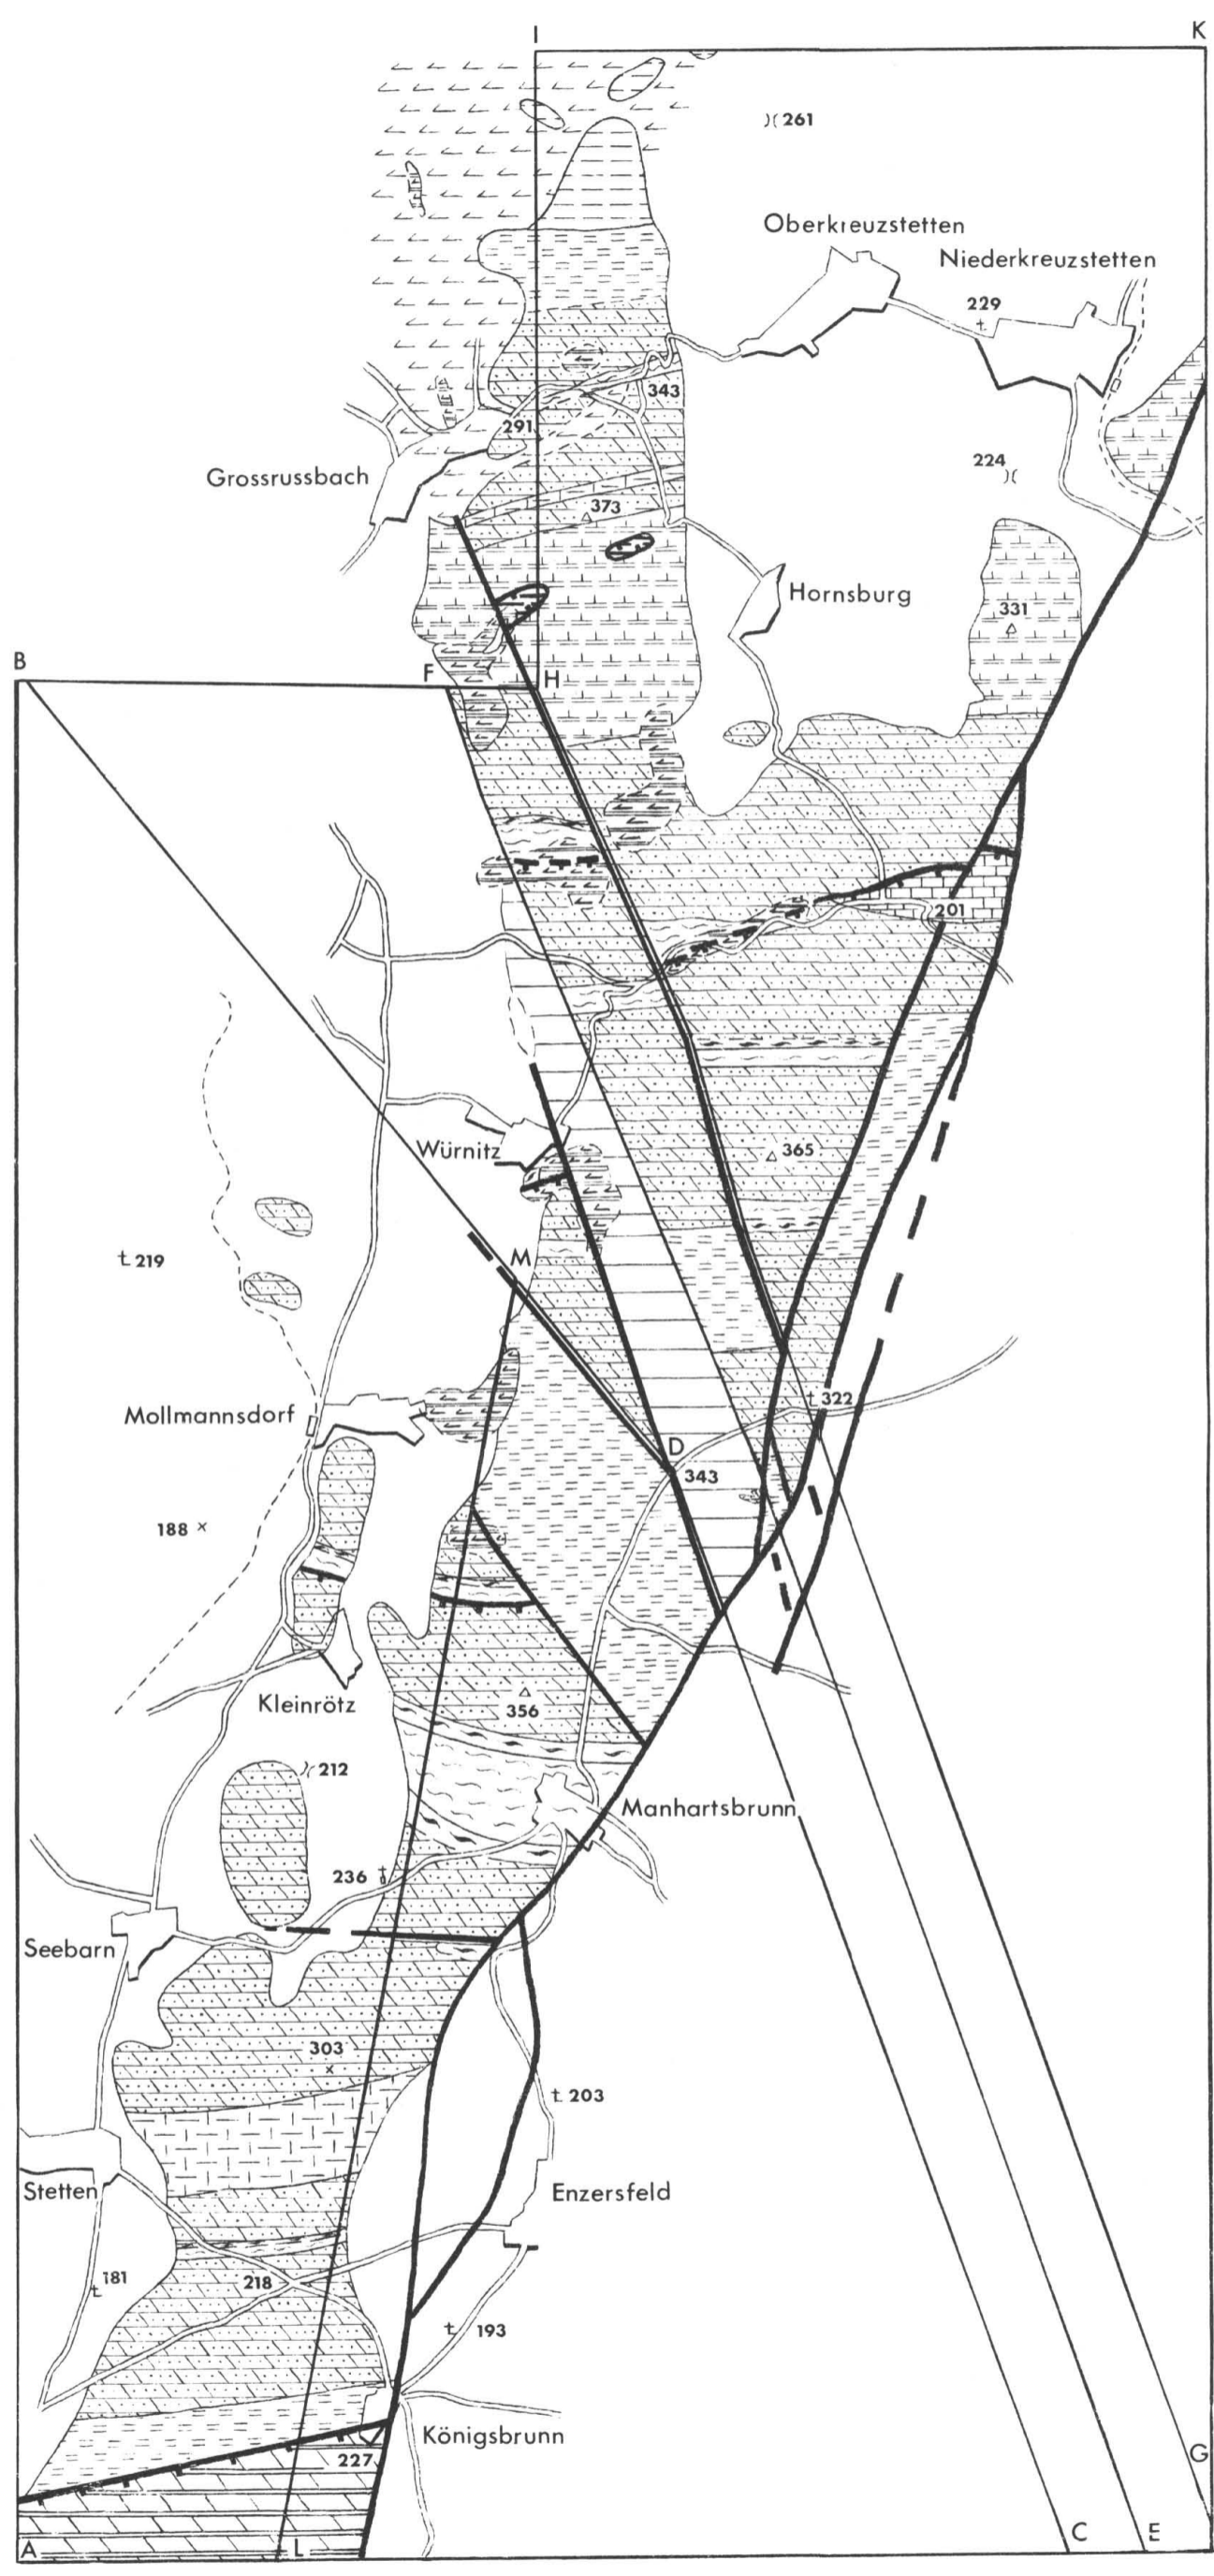 I
K
261
Oberkreuzstetten
Niederkreuzstetten
229
343
291
224
Grossrussbach
373
Hornsburg
331
B
F
H
201
Würnitz
365
219
M
322
Mollmannsdorf
D
343
188
Kleinrötz
356
212
Manhartsbrunn
236
Seebarn
303
203
Stetten
Enzersfeld
181
218
193
Königsbrunn
227
G
A
L
C
E